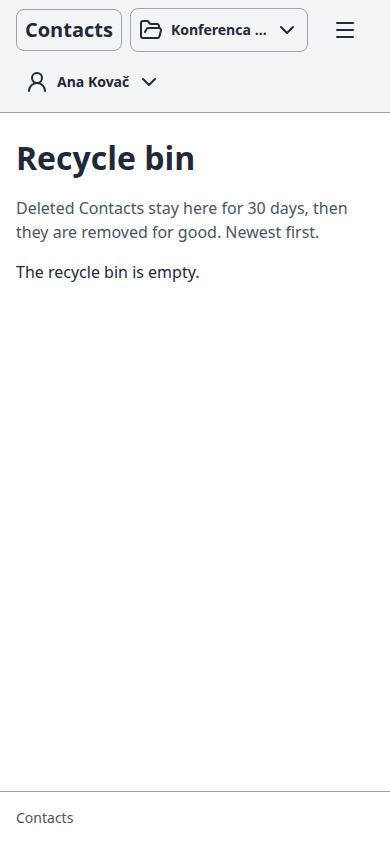 Contacts
Konferenca ...
Ana Kovač
Recycle bin
Deleted Contacts stay here for 30 days, then
they are removed for good. Newest first.
The recycle bin is empty.
Contacts